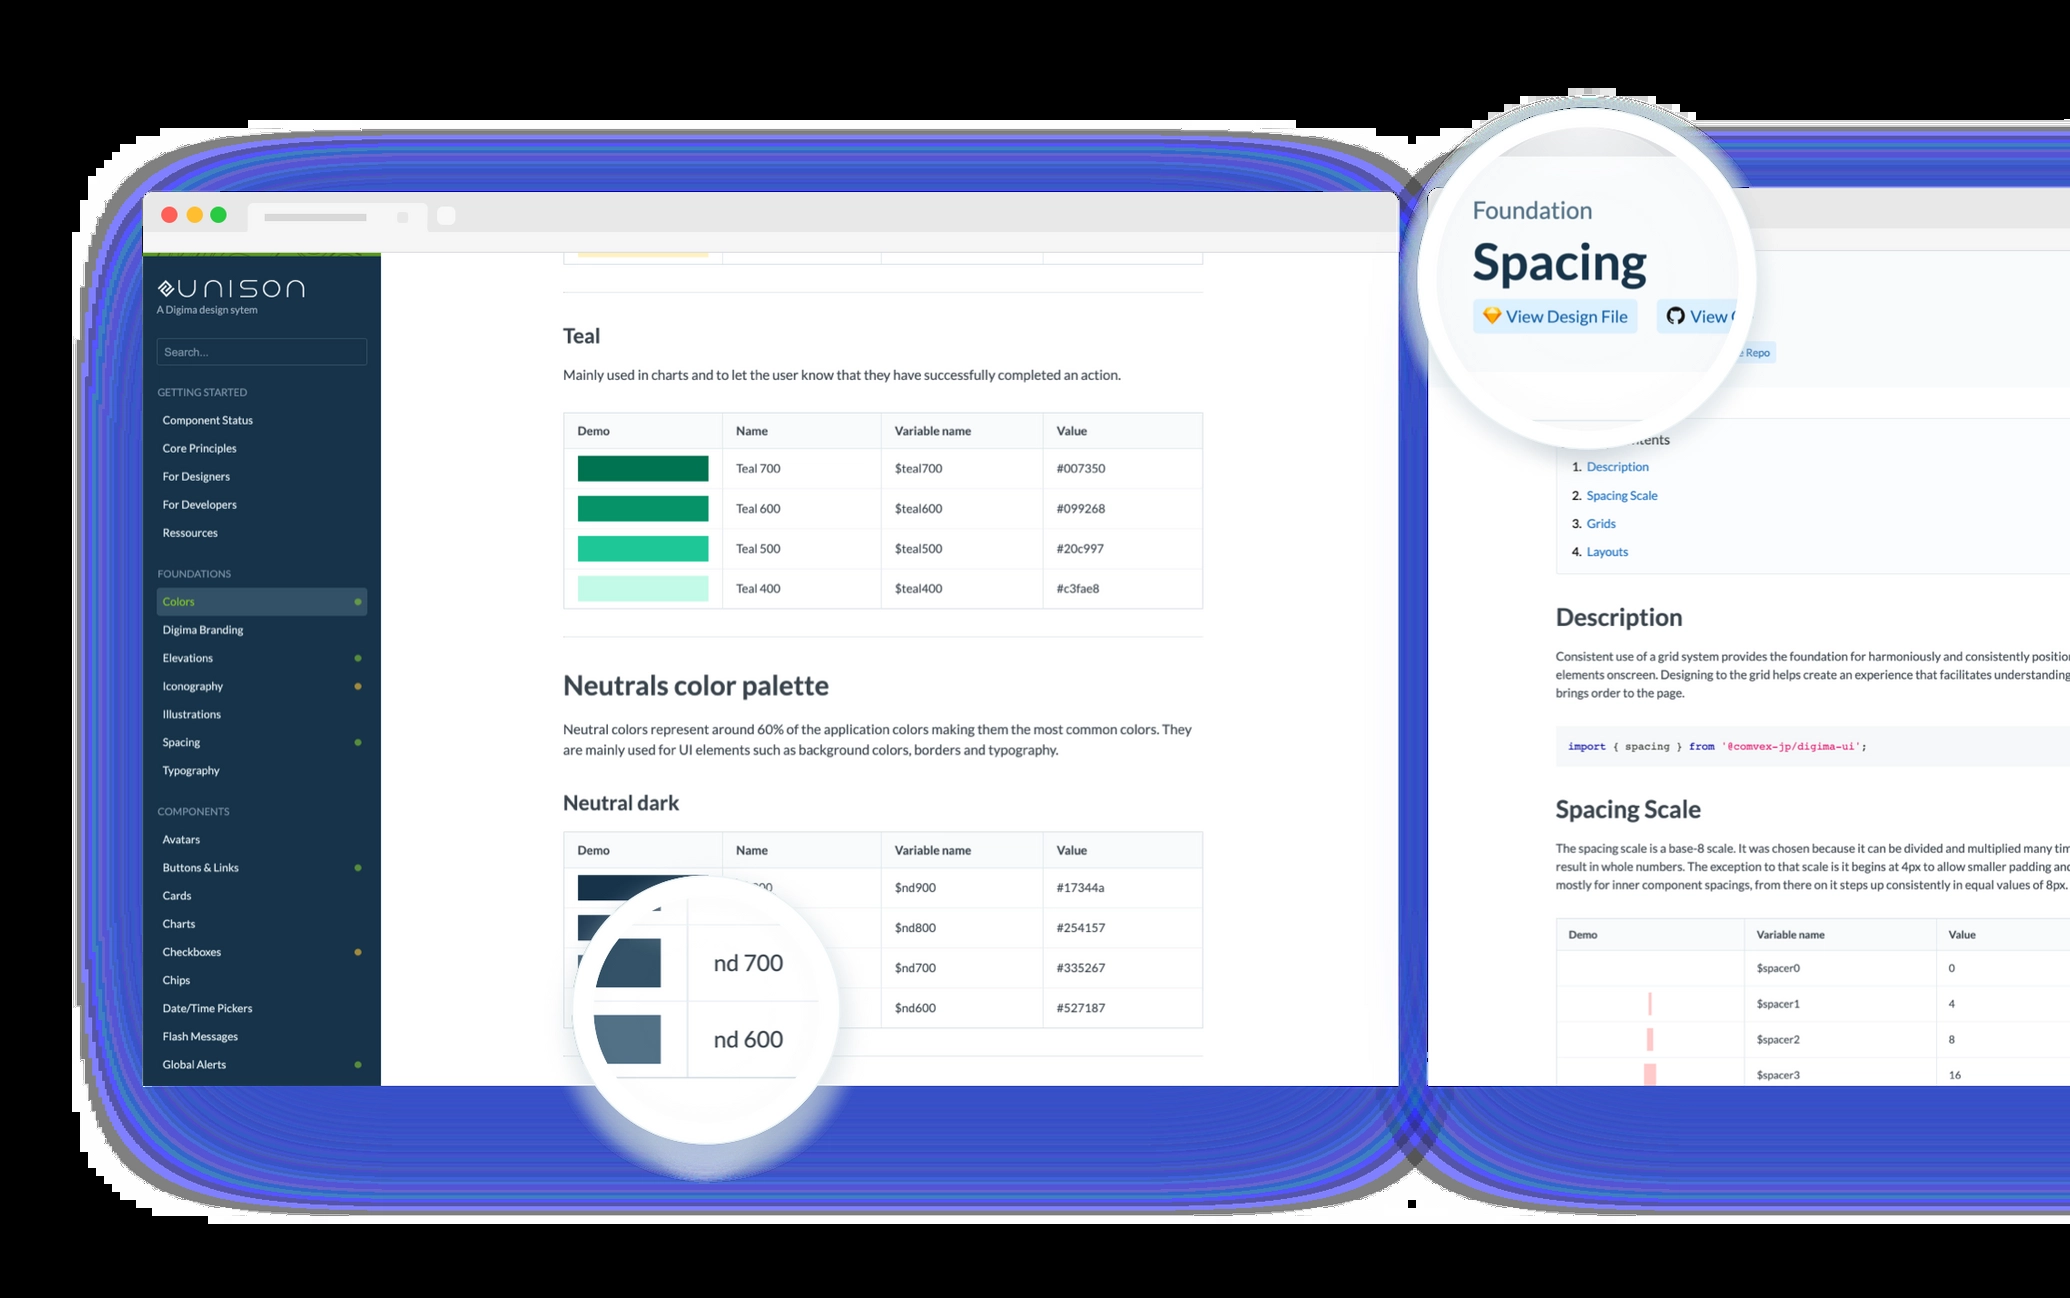 UNISON
A Digima design sytem
Search...
GETTING STARTED
Component Status
Core Principles
For Designers
For Developers
Ressources
FOUNDATIONS
Colors
Digima Branding
Elevations
Iconography
Illustrations
Spacing
Typography
COMPONENTS
Avatars
Buttons & Links
Cards
Charts
Checkboxes
Chips
Date/Time Pickers
Flash Messages
Global Alerts
Teal
Mainly used in charts and to let the user know that they have successfully completed an action.
Demo Name Variable name Value
Teal 700 $teal700 #007350
Teal 600 $teal600 #099268
Teal 500 $teal500 #20c997
Teal 400 $teal400 #c3fae8
Neutrals color palette
Neutral colors represent around 60% of the application colors making them the most common colors. They
are mainly used for UI elements such as background colors, borders and typography.
Neutral dark
Demo Name Variable name Value
$nd900 #17344a
$nd800 #254157
$nd700 #335267
$nd600 #527187
nd 700
nd 600
Foundation
Spacing
View Design File View
Repo
1. Description
2. Spacing Scale
3. Grids
4. Layouts
Description
Consistent use of a grid system provides the foundation for harmoniously and consistently
elements onscreen. Designing to the grid helps create an experience that facilitates understanding
brings order to the page.
import { spacing } from '@comvex-jp/digima-ui';
Spacing Scale
The spacing scale is a base-8 scale. It was chosen because it can be divided and multiplied many
result in whole numbers. The exception to that scale is it begins at 4px to allow smaller padding and
mostly for inner component spacings, from there on it steps up consistently in equal values of 8px.
Demo Variable name Value
$spacer0 0
$spacer1 4
$spacer2 8
$spacer3 16